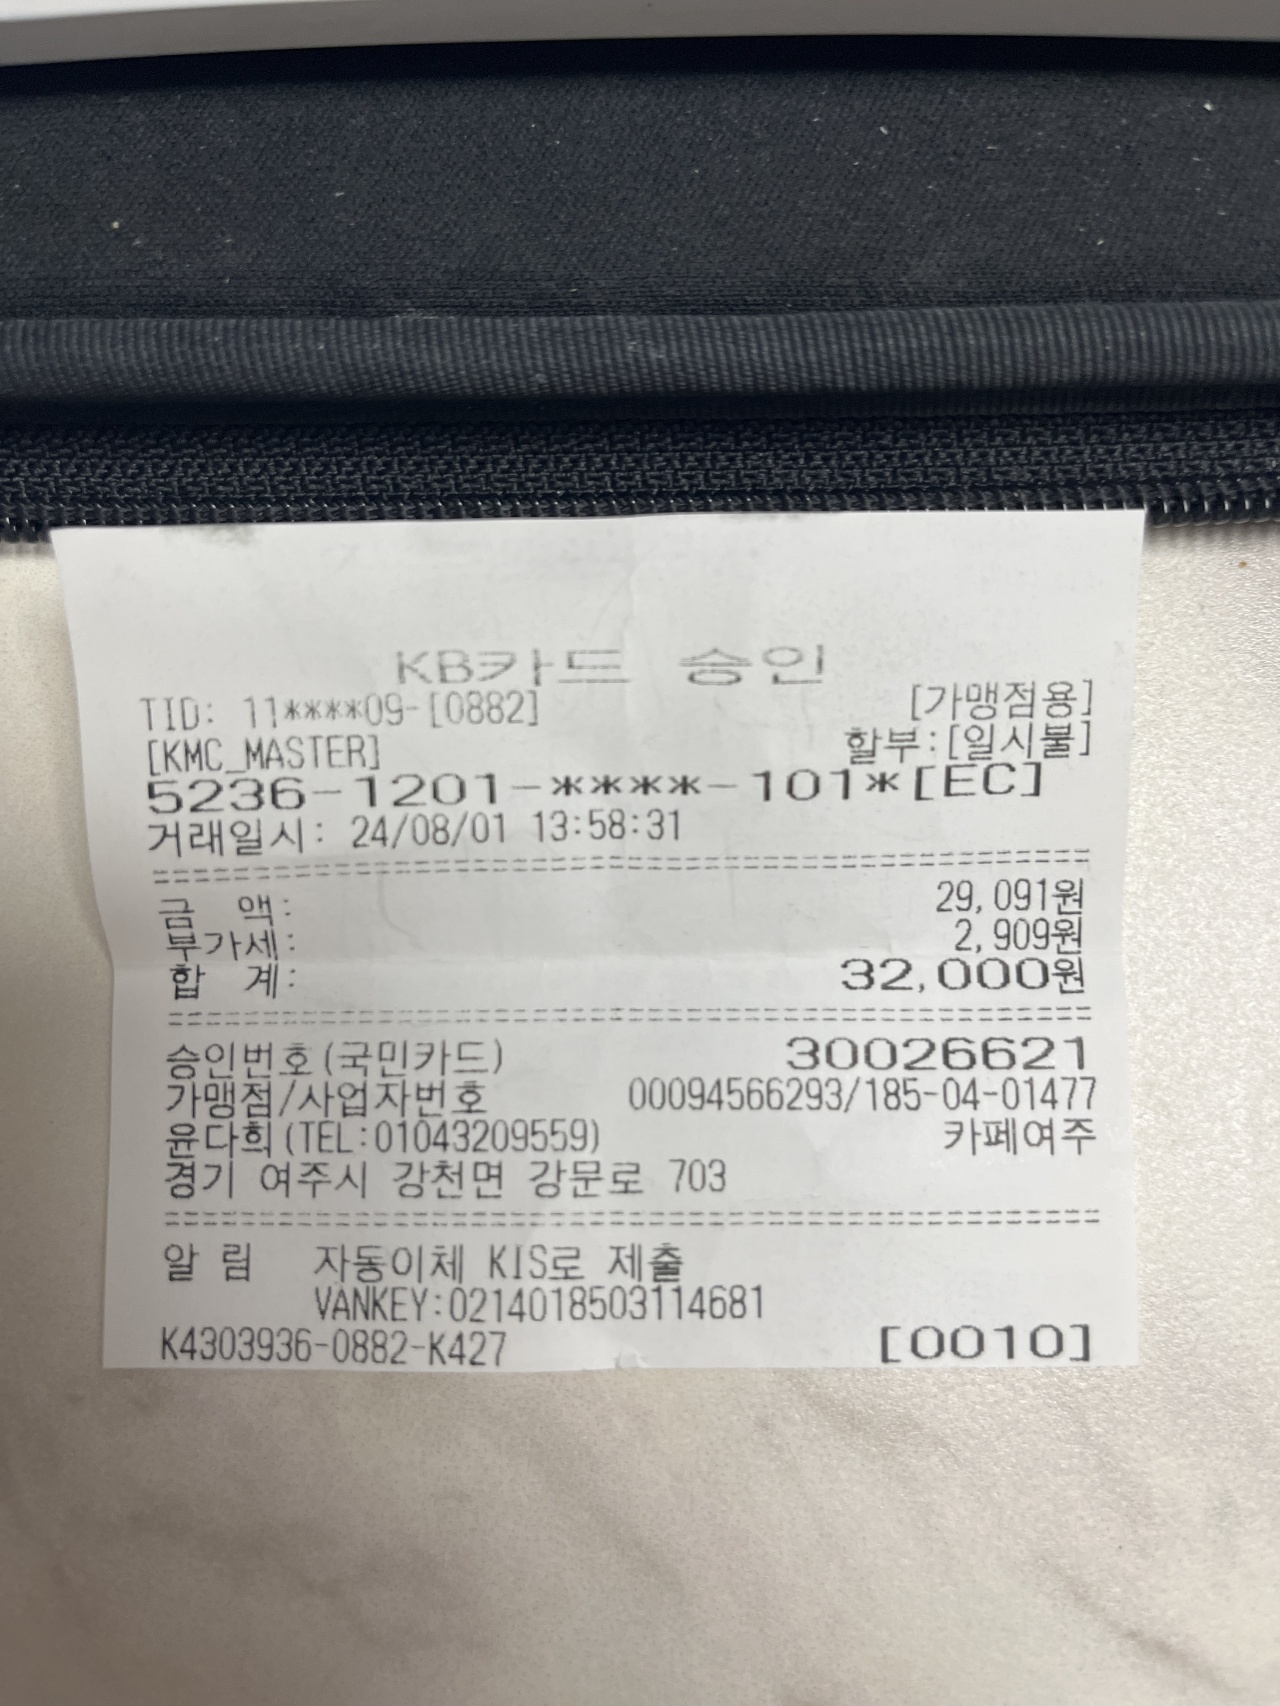 KB카드 승인
TID: 11****09-[0882] [가맹점용]
[KMC_MASTER] 할부:[일시불]
5236-1201-****-101*[EC]
거래일시: 24/08/01 13:58:31
금 액: 29,091원
부가세: 2,909원
합 계: 32,000원
승인번호(국민카드) 30026621
가맹점/사업자번호 00094566293/185-04-01477
윤다희(TEL:01043209559) 카페여주
경기 여주시 강천면 강문로 703
알 림 자동이체 KIS로 제출
VANKEY:0214018503114681
K4303936-0882-K427 [0010]